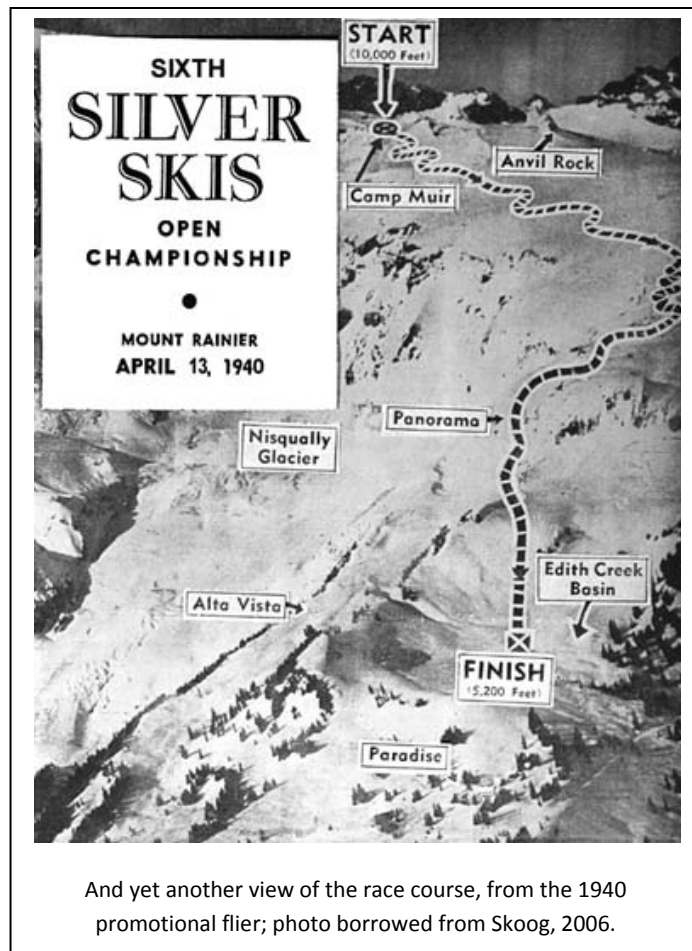 SIXTH
SILVER
SKIS
OPEN
CHAMPIONSHIP
MOUNT RAINIER
APRIL 13, 1940
START
(10,000 Feet)
Anvil Rock
Camp Muir
Panorama
Nisqually
Glacier
Edith Creek
Basin
Alta Vista
FINISH
(5,200 Feet)
Paradise
And yet another view of the race course, from the 1940
promotional flier; photo borrowed from Skoog, 2006.